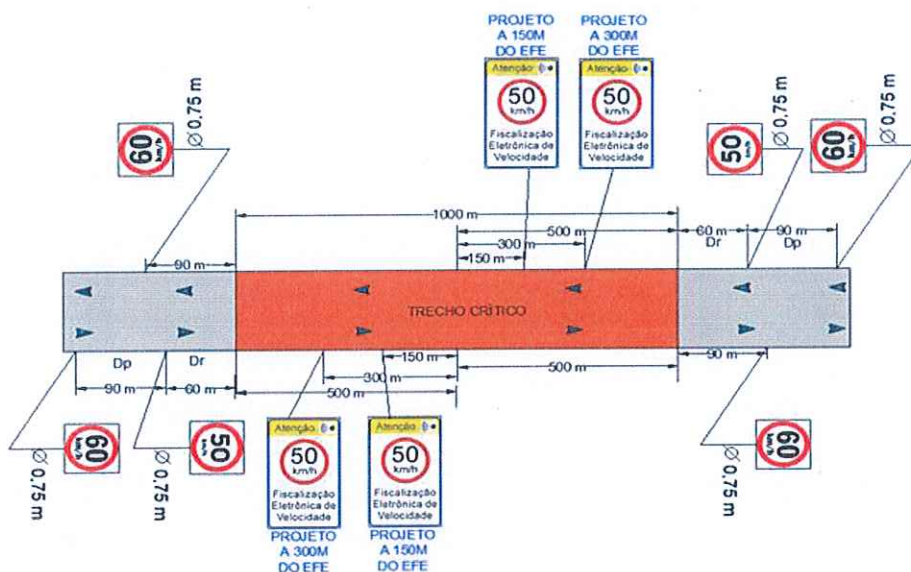 PROJETO
A 150M
DO EFE
PROJETO
A 300M
DO EFE
Atenção
50
km/h
Fiscalização
Eletrônica de
Velocidade
Atenção
50
km/h
Fiscalização
Eletrônica de
Velocidade
60
km/h
Ø 0,75 m
50
km/h
Ø 0,75 m
60
km/h
Ø 0,75 m
1000 m
500 m
300 m
150 m
60 m
Dr
90 m
Dp
90 m
TRECHO CRÍTICO
Dp
Dr
90 m
60 m
150 m
300 m
500 m
500 m
90 m
60
km/h
Ø 0,75 m
50
km/h
Ø 0,75 m
Atenção
50
km/h
Fiscalização
Eletrônica de
Velocidade
PROJETO
A 300M
DO EFE
Atenção
50
km/h
Fiscalização
Eletrônica de
Velocidade
PROJETO
A 150M
DO EFE
60
km/h
Ø 0,75 m